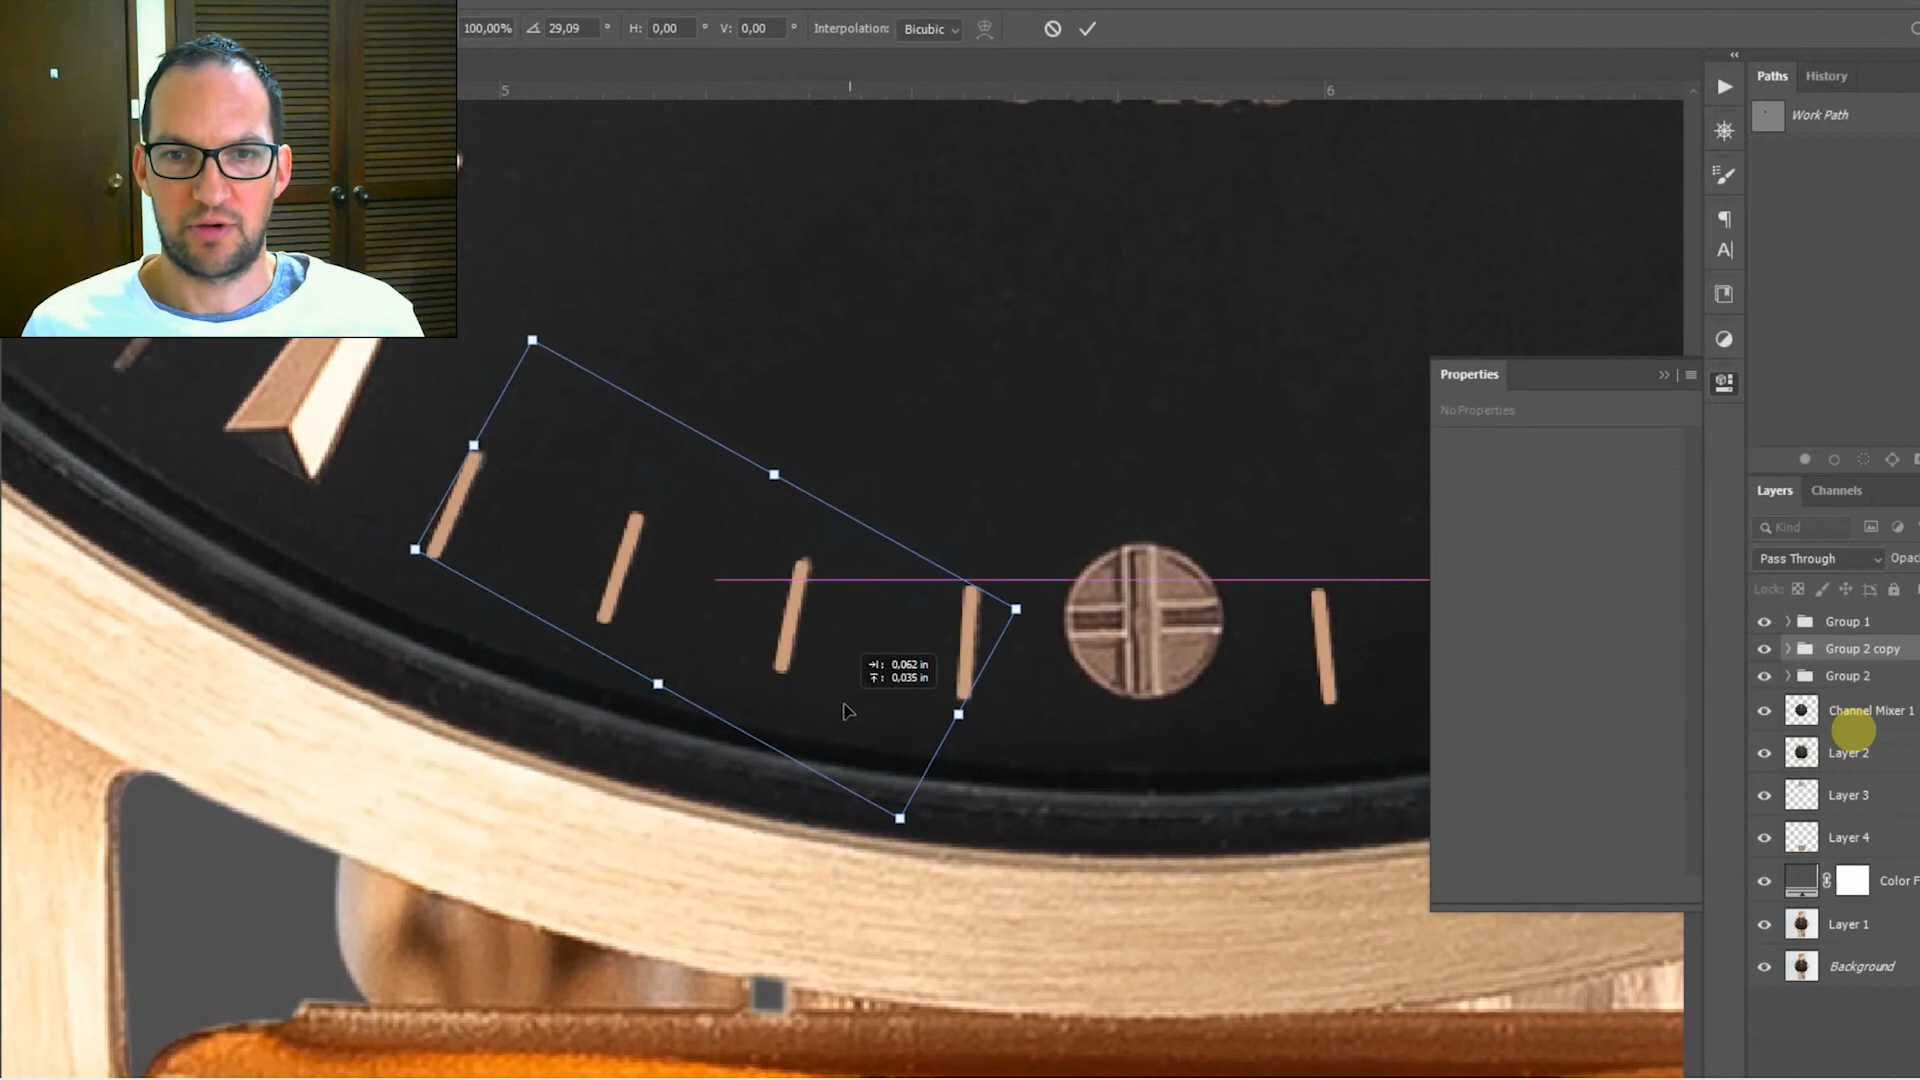 100,00% 29,09 ° H: 0,00 ° V: 0,00 ° Interpolation: Bicubic
5 6
Paths History
Work Path
Properties
No Properties
Layers Channels
Kind
Pass Through Opac
Lock:
Group 1
Group 2 copy
Group 2
Channel Mixer 1
Layer 2
Layer 3
Layer 4
Color F
Layer 1
Background
0,062 in
0,035 in